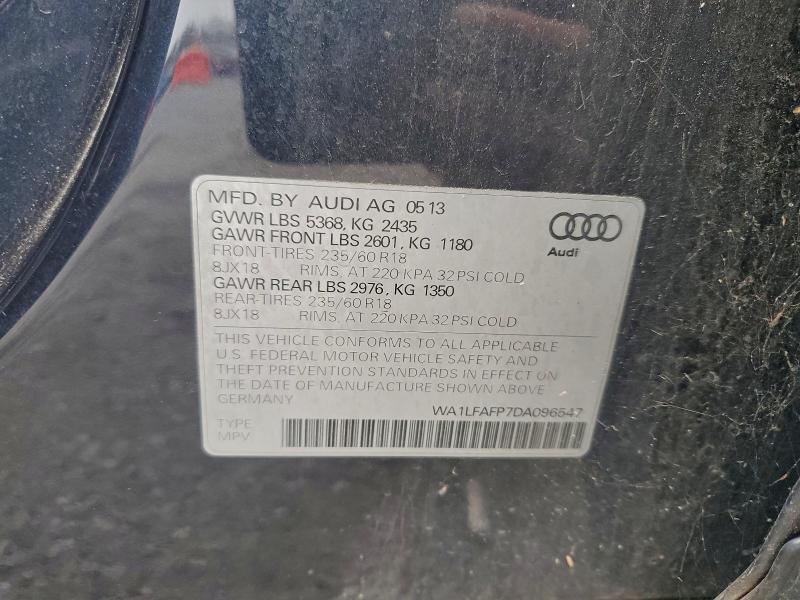 MFD. BY AUDI AG 05 13
GVWR LBS 5368, KG 2435
GAWR FRONT LBS 2601, KG 1180
FRONT-TIRES 235/60 R18
8JX18 RIMS, AT 220 KPA 32 PSI COLD
GAWR REAR LBS 2976, KG 1350
REAR-TIRES 235/60 R18
8JX18 RIMS, AT 220 KPA 32 PSI COLD
Audi
THIS VEHICLE CONFORMS TO ALL APPLICABLE
U.S. FEDERAL MOTOR VEHICLE SAFETY AND
THEFT PREVENTION STANDARDS IN EFFECT ON
THE DATE OF MANUFACTURE SHOWN ABOVE
GERMANY
WA1LFAFP7DA096547
TYPE
MPV